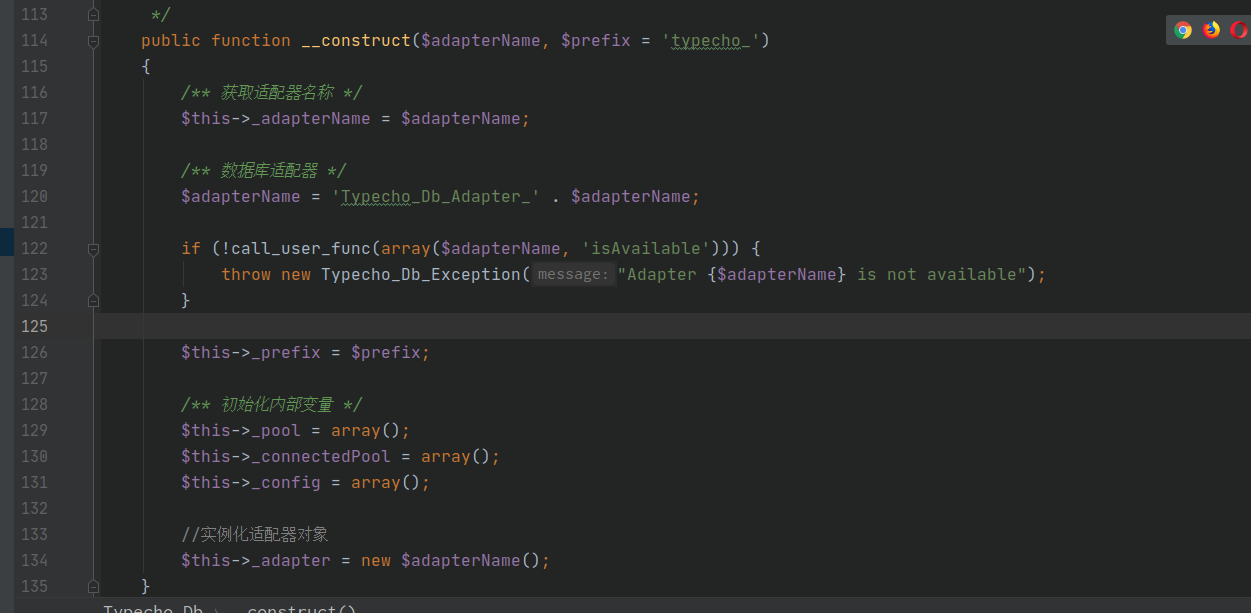 113 */
114 public function __construct($adapterName, $prefix = 'typecho_')
115 {
116 /** 获取适配器名称 */
117 $this->_adapterName = $adapterName;
118
119 /** 数据库适配器 */
120 $adapterName = 'Typecho_Db_Adapter_' . $adapterName;
121
122 if (!call_user_func(array($adapterName, 'isAvailable'))) {
123 throw new Typecho_Db_Exception( message: "Adapter {$adapterName} is not available");
124 }
125
126 $this->_prefix = $prefix;
127
128 /** 初始化内部变量 */
129 $this->_pool = array();
130 $this->_connectedPool = array();
131 $this->_config = array();
132
133 //实例化适配器对象
134 $this->_adapter = new $adapterName();
135 }
Typecho_Db › __construct()